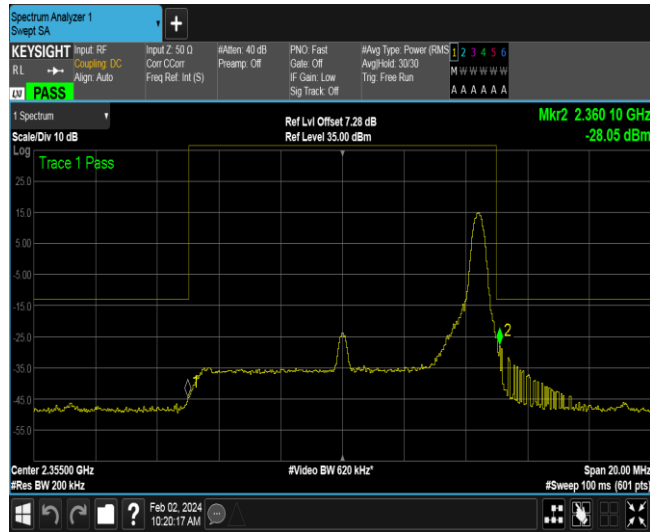 Spectrum Analyzer 1
Swept SA
KEYSIGHT
RL
LXI PASS
Input: RF
Coupling: DC
Align: Auto
Input Z: 50 Ω
Corr CCorr
Freq Ref: Int (S)
#Atten: 40 dB
Preamp: Off
PNO: Fast
Gate: Off
IF Gain: Low
Sig Track: Off
#Avg Type: Power (RMS
Avg|Hold: 30/30
Trig: Free Run
1 2 3 4 5 6
M W W W W W
A A A A A A
1 Spectrum
Scale/Div 10 dB
Ref Lvl Offset 7.28 dB
Ref Level 35.00 dBm
Mkr2 2.360 10 GHz
-28.05 dBm
Log
Trace 1 Pass
25.0
15.0
5.00
-5.00
-15.0
-25.0
-35.0
-45.0
-55.0
1
2
Center 2.35500 GHz
#Res BW 200 kHz
#Video BW 620 kHz*
Span 20.00 MHz
#Sweep 100 ms (601 pts)
?
Feb 02, 2024
10:20:17 AM